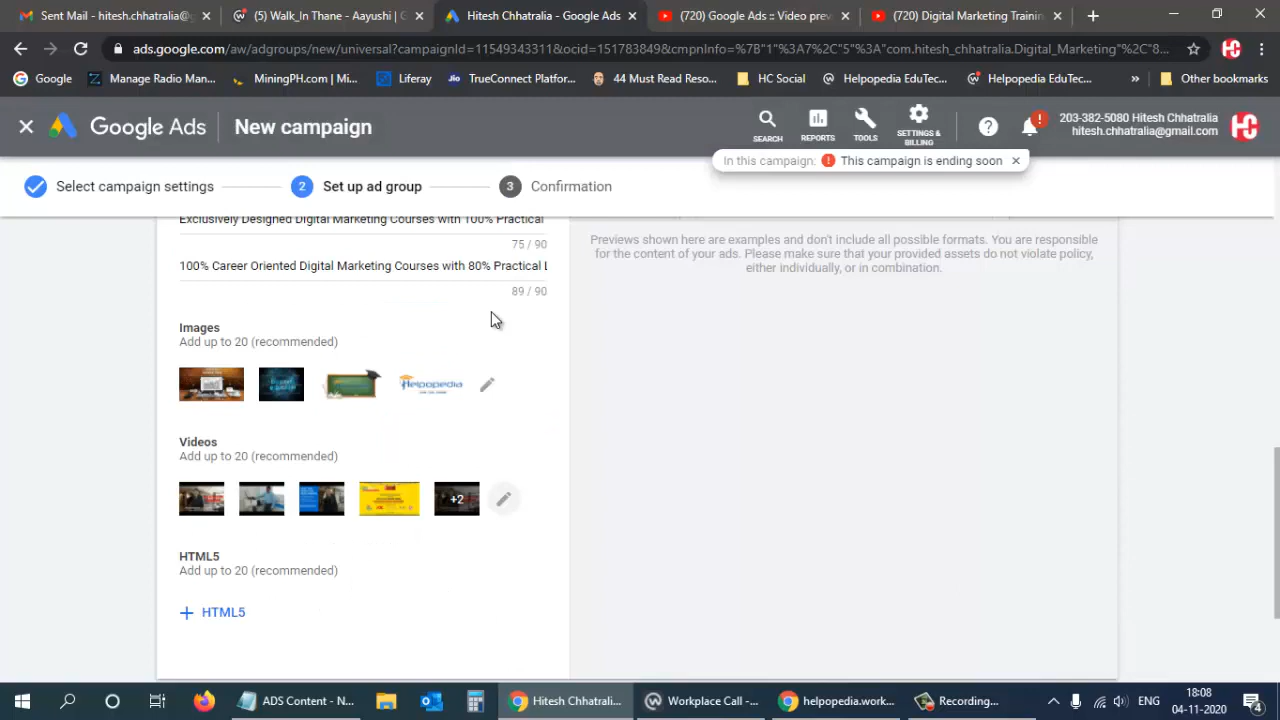 Sent Mail - hitesh.chhatralia@g
(5) Walk_In Thane - Aayushi | G
Hitesh Chhatralia - Google Ads
(720) Google Ads :: Video prev
(720) Digital Marketing Trainin
ads.google.com/aw/adgroups/new/universal?campaignId=11549343311&ocid=151783849&cmpnInfo=%7B"1"%3A7%2C"5"%3A"com.hitesh_chhatralia.Digital_Marketing"%2C"8...
Google
Manage Radio Man...
MiningPH.com | Mi...
Liferay
TrueConnect Platfor...
44 Must Read Reso...
HC Social
Helpopedia EduTec...
Helpopedia EduTec...
Other bookmarks
Google Ads
New campaign
SEARCH
REPORTS
TOOLS
SETTINGS & BILLING
203-382-5080 Hitesh Chhatralia
hitesh.chhatralia@gmail.com
In this campaign: This campaign is ending soon
Select campaign settings
2 Set up ad group
3 Confirmation
Exclusively Designed Digital Marketing Courses with 100% Practical
75 / 90
100% Career Oriented Digital Marketing Courses with 80% Practical L
89 / 90
Previews shown here are examples and don't include all possible formats. You are responsible
for the content of your ads. Please make sure that your provided assets do not violate policy,
either individually, or in combination.
Images
Add up to 20 (recommended)
Helpopedia
Videos
Add up to 20 (recommended)
+2
HTML5
Add up to 20 (recommended)
+ HTML5
ADS Content - N...
Hitesh Chhatrali...
Workplace Call -...
helpopedia.work...
Recording...
ENG
18:08
04-11-2020
4